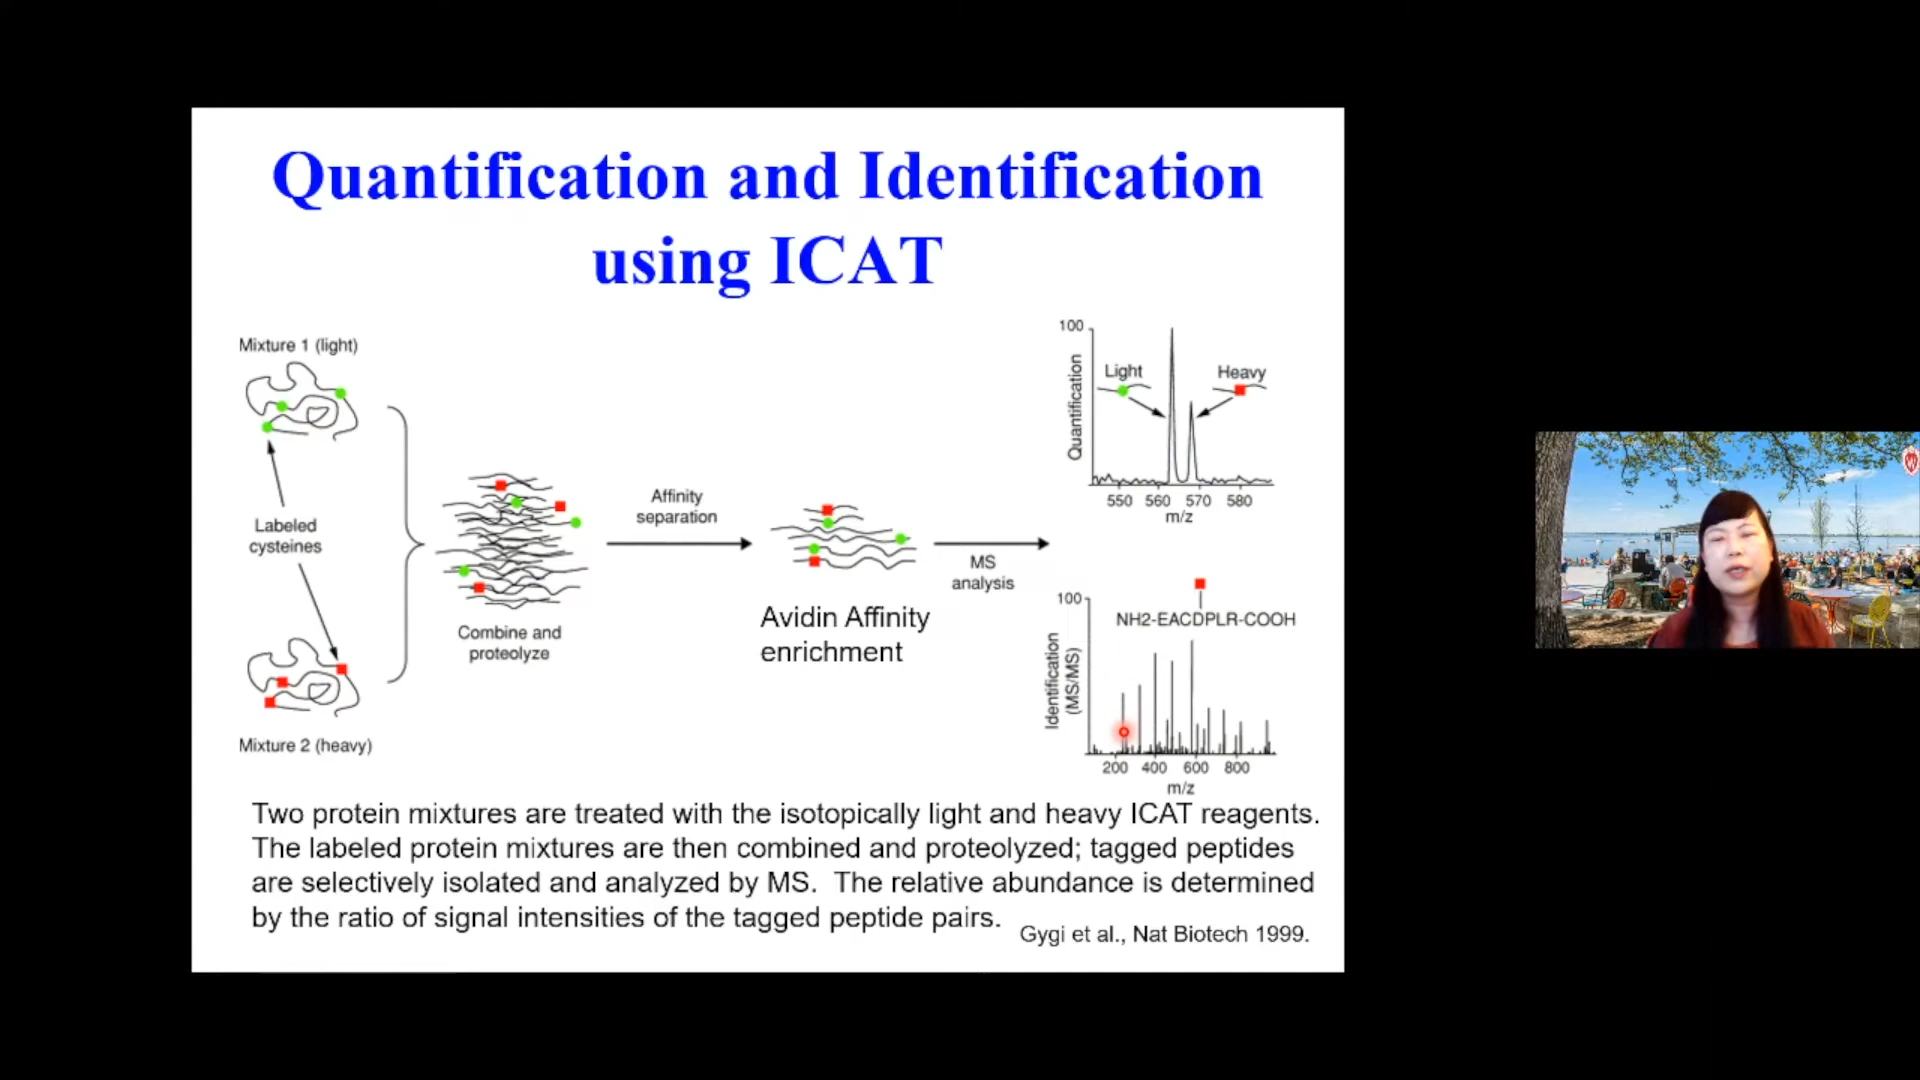 Quantification and Identification
using ICAT
Mixture 1 (light)
Labeled
cysteines
Mixture 2 (heavy)
Combine and
proteolyze
Affinity
separation
Avidin Affinity
enrichment
MS
analysis
100
Quantification
Light
Heavy
550 560 570 580
m/z
100
Identification
(MS/MS)
NH2-EACDPLR-COOH
200 400 600 800
m/z
Two protein mixtures are treated with the isotopically light and heavy ICAT reagents.
The labeled protein mixtures are then combined and proteolyzed; tagged peptides
are selectively isolated and analyzed by MS. The relative abundance is determined
by the ratio of signal intensities of the tagged peptide pairs.
Gygi et al., Nat Biotech 1999.
W